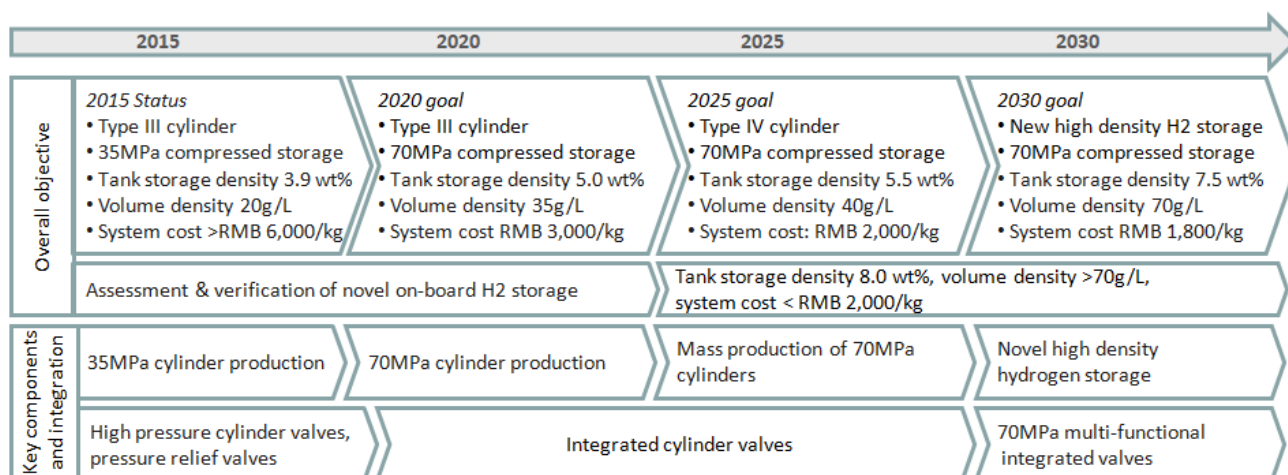 2015 2020 2025 2030
Overall objective
2015 Status
• Type III cylinder
• 35MPa compressed storage
• Tank storage density 3.9 wt%
• Volume density 20g/L
• System cost >RMB 6,000/kg
2020 goal
• Type III cylinder
• 70MPa compressed storage
• Tank storage density 5.0 wt%
• Volume density 35g/L
• System cost RMB 3,000/kg
2025 goal
• Type IV cylinder
• 70MPa compressed storage
• Tank storage density 5.5 wt%
• Volume density 40g/L
• System cost: RMB 2,000/kg
2030 goal
• New high density H2 storage
• 70MPa compressed storage
• Tank storage density 7.5 wt%
• Volume density 70g/L
• System cost RMB 1,800/kg
Assessment & verification of novel on-board H2 storage
Tank storage density 8.0 wt%, volume density >70g/L,
system cost < RMB 2,000/kg
Key components
and integration
35MPa cylinder production
70MPa cylinder production
Mass production of 70MPa
cylinders
Novel high density
hydrogen storage
High pressure cylinder valves,
pressure relief valves
Integrated cylinder valves
70MPa multi-functional
integrated valves